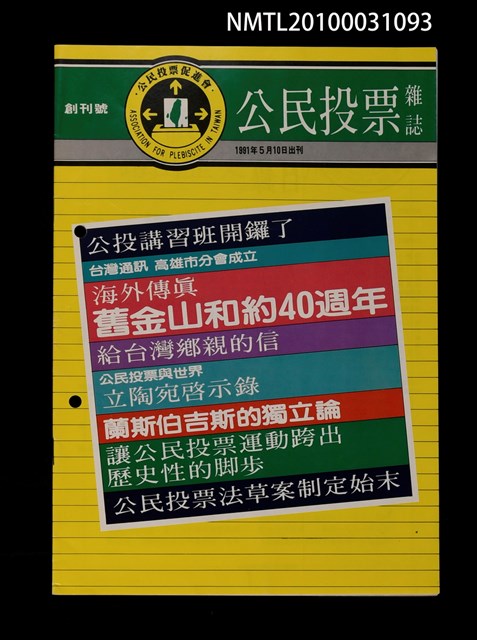 NMTL20100031093
創刊號
公民投票促進會
ASSOCIATION FOR PLEBISCITE IN TAIWAN
公民投票雜誌
1991年5月10日出刊
公投講習班開鑼了
台灣通訊 高雄市分會成立
海外傳眞
舊金山和約40週年
給台灣鄉親的信
公民投票與世界
立陶宛啓示錄
蘭斯伯吉斯的獨立論
讓公民投票運動跨出
歷史性的脚步
公民投票法草案制定始末